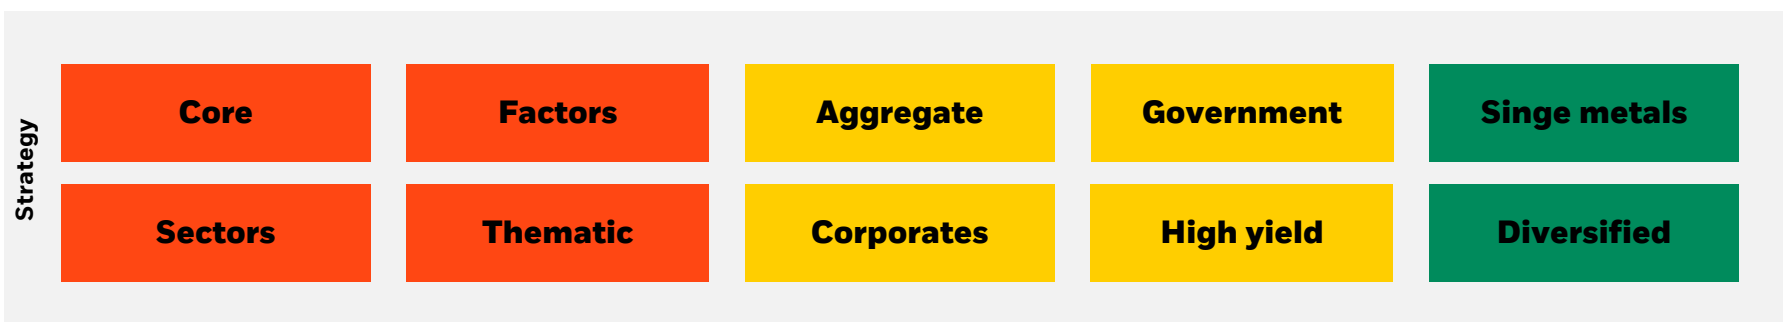 Strategy
Core
Factors
Aggregate
Government
Singe metals
Sectors
Thematic
Corporates
High yield
Diversified